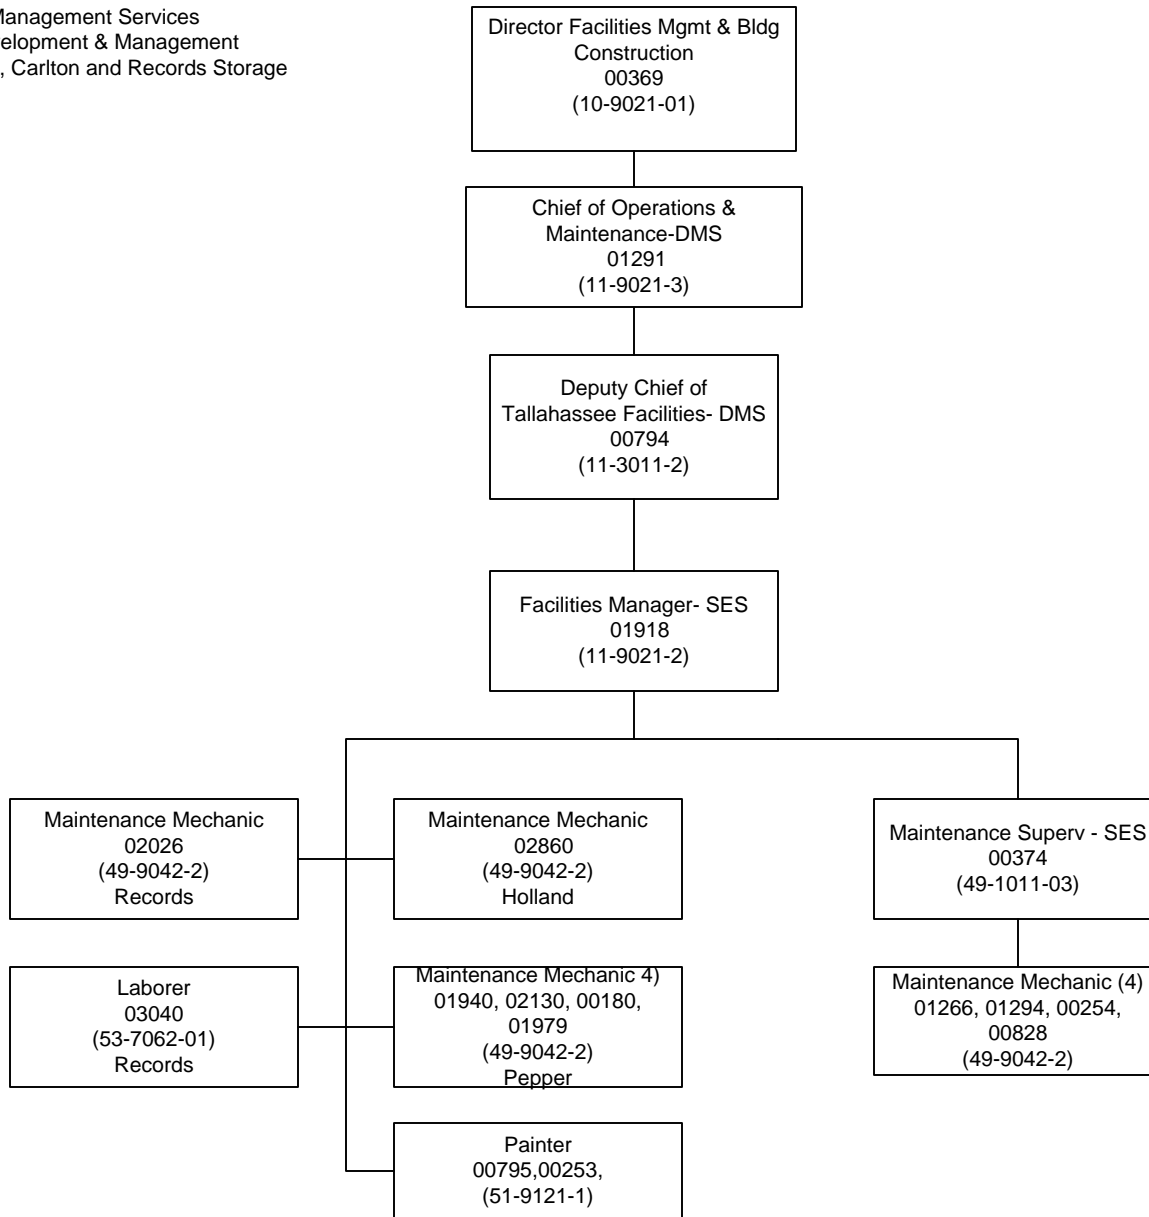 Management Services
elopment & Management
, Carlton and Records Storage
Director Facilities Mgmt & Bldg
Construction
00369
(10-9021-01)
Chief of Operations &
Maintenance-DMS
01291
(11-9021-3)
Deputy Chief of
Tallahassee Facilities- DMS
00794
(11-3011-2)
Facilities Manager- SES
01918
(11-9021-2)
Maintenance Mechanic
02026
(49-9042-2)
Records
Maintenance Mechanic
02860
(49-9042-2)
Holland
Maintenance Superv - SES
00374
(49-1011-03)
Laborer
03040
(53-7062-01)
Records
Maintenance Mechanic 4)
01940, 02130, 00180,
01979
(49-9042-2)
Pepper
Maintenance Mechanic (4)
01266, 01294, 00254,
00828
(49-9042-2)
Painter
00795,00253,
(51-9121-1)